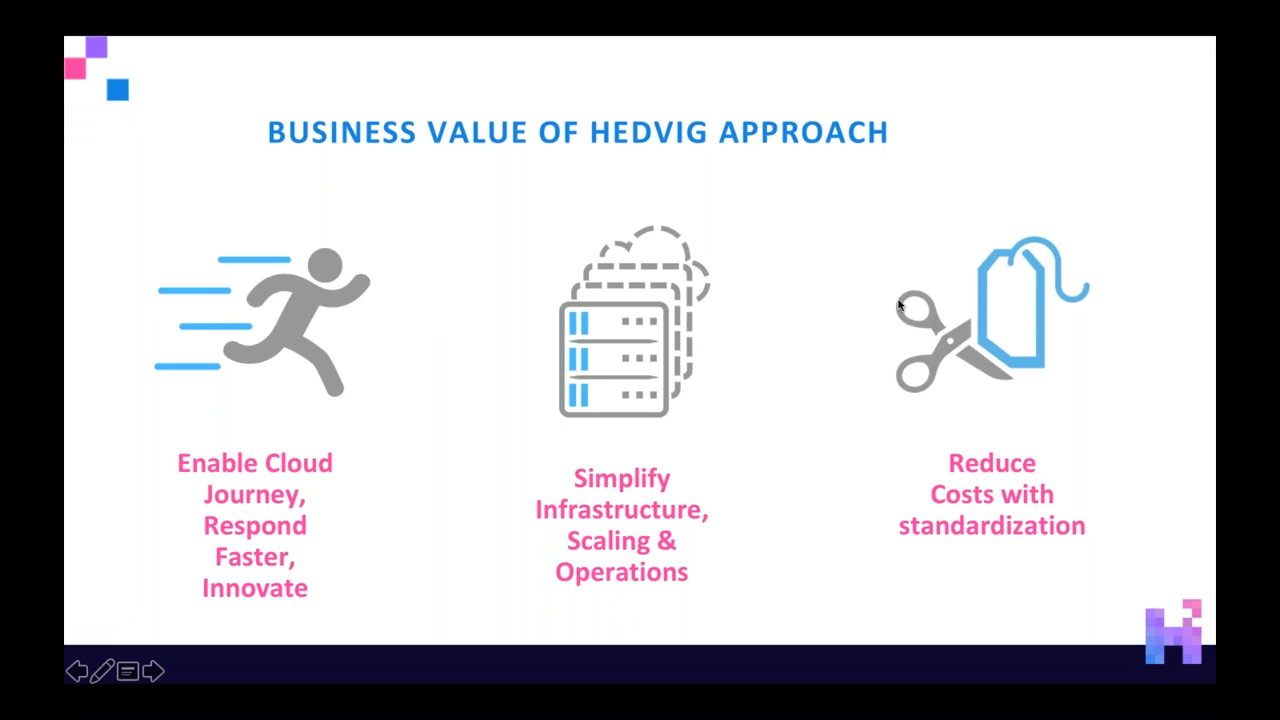 BUSINESS VALUE OF HEDVIG APPROACH
Enable Cloud
Journey,
Respond
Faster,
Innovate
Simplify
Infrastructure,
Scaling &
Operations
Reduce
Costs with
standardization